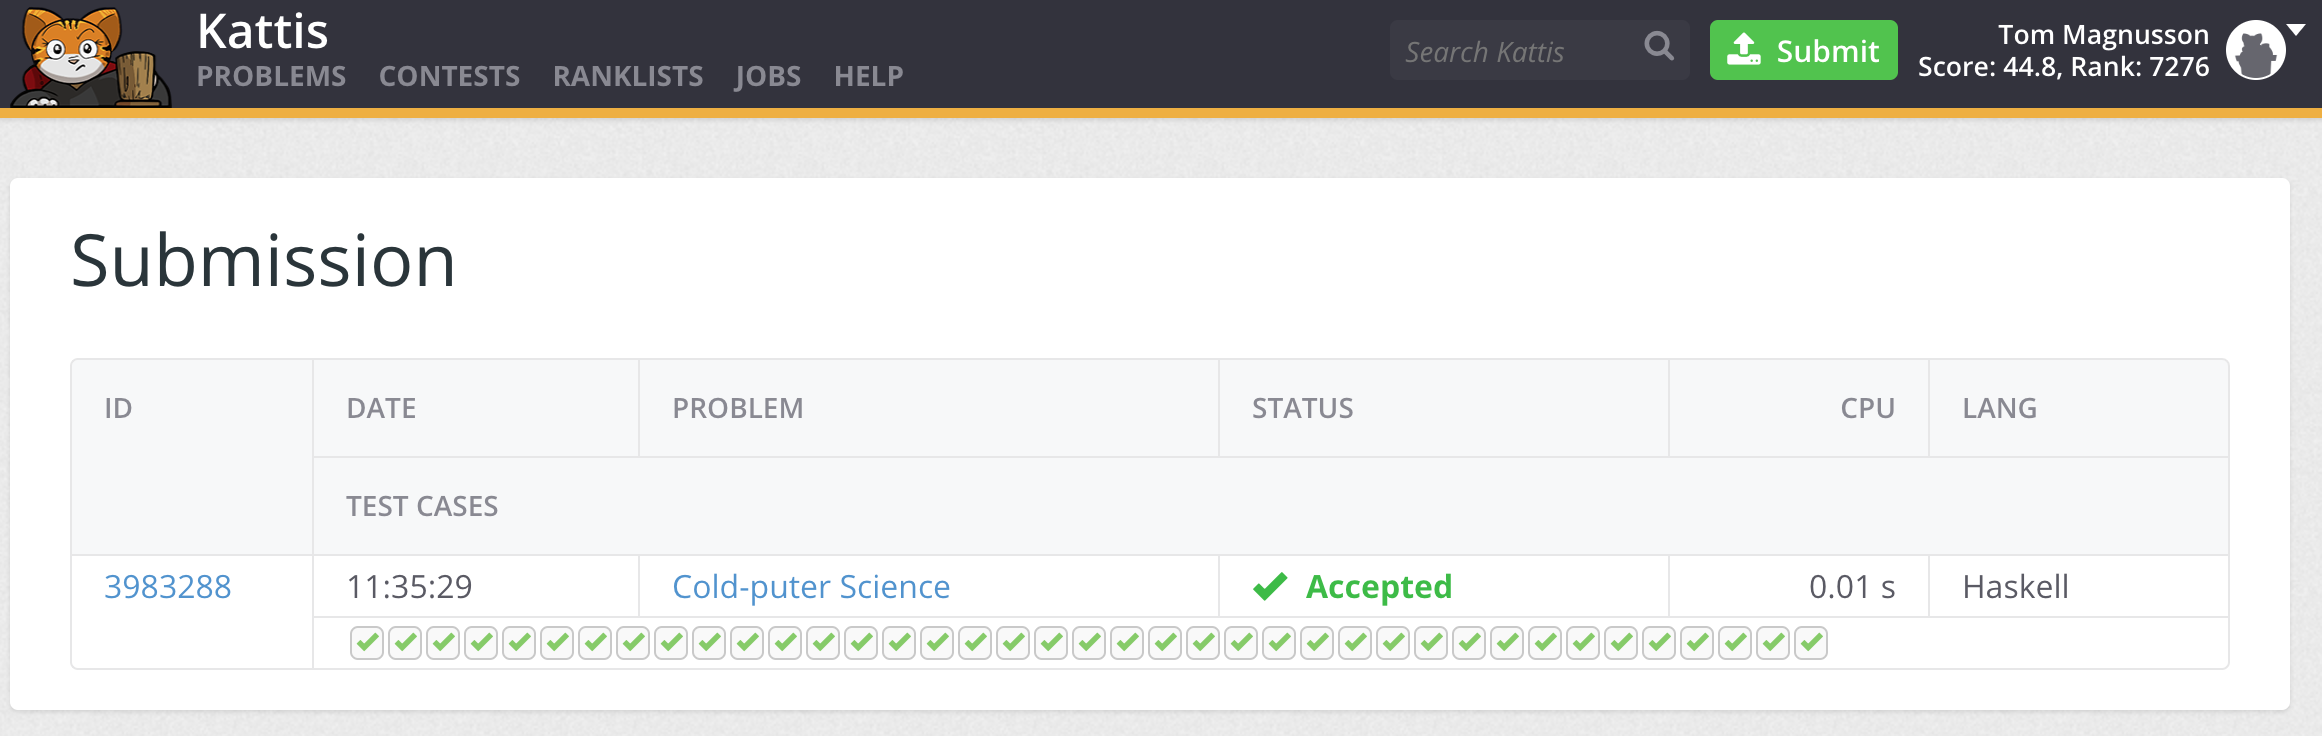 Kattis
PROBLEMS CONTESTS RANKLISTS JOBS HELP
Search Kattis
Submit
Tom Magnusson
Score: 44.8, Rank: 7276
Submission
ID DATE PROBLEM STATUS CPU LANG
TEST CASES
3983288 11:35:29 Cold-puter Science Accepted 0.01 s Haskell